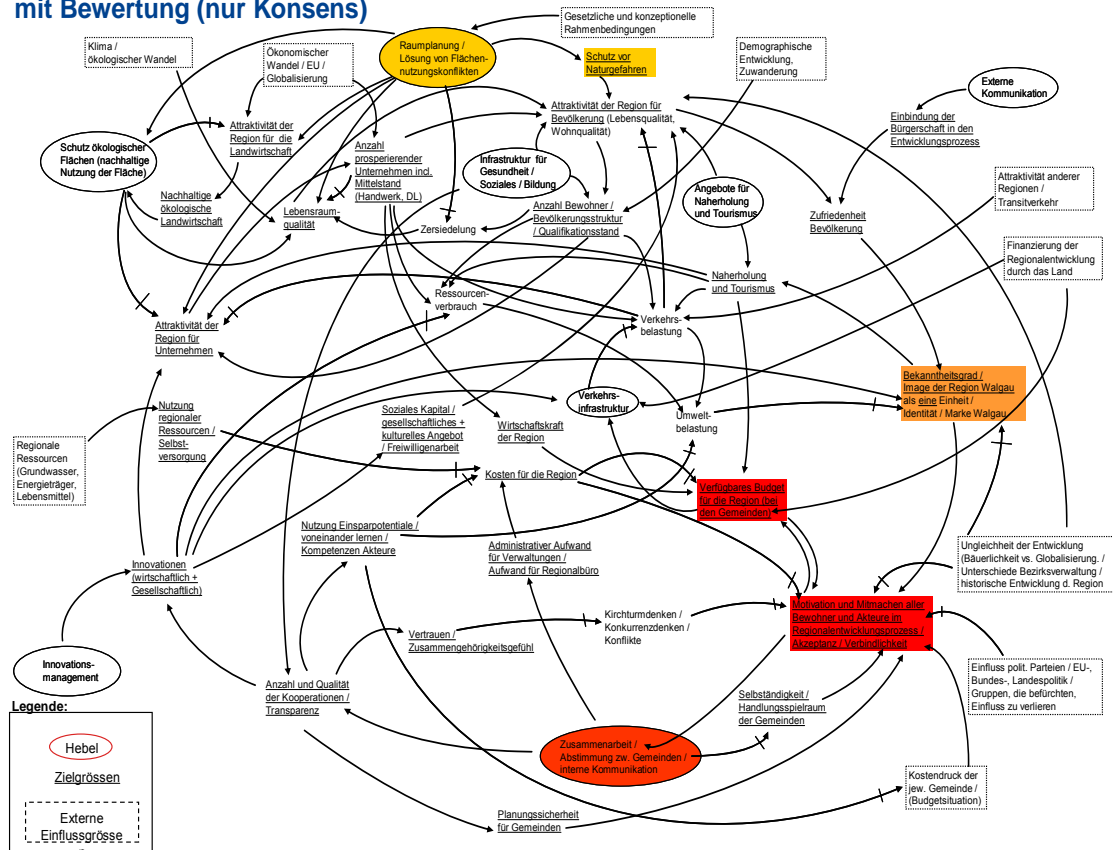 mit Bewertung (nur Konsens)
Gesetzliche und konzeptionelle
Rahmenbedingungen
Klima /
ökologischer Wandel
Ökonomischer
Wandel / EU /
Globalisierung
Raumplanung /
Lösung von Flächen-
nutzungskonflikten
Schutz vor
Naturgefahren
Demographische
Entwicklung,
Zuwanderung
Externe
Kommunikation
Attraktivität der Region für
Bevölkerung (Lebensqualität,
Wohnqualität)
Einbindung der
Bürgerschaft in den
Entwicklungsprozess
Attraktivität der
Region für die
Landwirtschaft
Schutz ökologischer
Flächen (nachhaltige
Nutzung der Fläche)
Anzahl
prosperierender
Unternehmen incl.
Mittelstand
(Handwerk, DL)
Infrastruktur für
Gesundheit /
Soziales / Bildung
Angebote für
Naherholung
und Tourismus
Attraktivität anderer
Regionen /
Transitverkehr
Nachhaltige
ökologische
Landwirtschaft
Lebensraum-
qualität
Zersiedelung
Anzahl Bewohner /
Bevölkerungsstruktur
/ Qualifikationsstand
Zufriedenheit
Bevölkerung
Finanzierung der
Regionalentwicklung
durch das Land
Naherholung
und Tourismus
Ressourcen-
verbrauch
Verkehrs-
belastung
Attraktivität der
Region für
Unternehmen
Bekanntheitsgrad /
Image der Region Walgau
als eine Einheit /
Identität / Marke Walgau
Nutzung
regionaler
Ressourcen /
Selbst-
versorgung
Soziales Kapital /
gesellschaftliches +
kulturelles Angebot
/ Freiwilligenarbeit
Wirtschaftskraft
der Region
Verkehrs-
infrastruktur
Umwelt-
belastung
Regionale
Ressourcen
(Grundwasser,
Energieträger,
Lebensmittel)
Kosten für die Region
Verfügbares Budget
für die Region (bei
den Gemeinden)
Nutzung Einsparpotentiale /
voneinander lernen /
Kompetenzen Akteure
Administrativer Aufwand
für Verwaltungen /
Aufwand für Regionalbüro
Ungleichheit der Entwicklung
(Bäuerlichkeit vs. Globalisierung. /
Unterschiede Bezirksverwaltung /
historische Entwicklung d. Region
Innovationen
(wirtschaftlich +
Gesellschaftlich)
Motivation und Mitmachen aller
Bewohner und Akteure im
Regionalentwicklungsprozess /
Akzeptanz / Verbindlichkeit
Kirchturmdenken /
Konkurrenzdenken /
Konflikte
Vertrauen /
Zusammengehörigkeitsgefühl
Innovations-
management
Einfluss polit. Parteien / EU-,
Bundes-, Landespolitik /
Gruppen, die befürchten,
Einfluss zu verlieren
Anzahl und Qualität
der Kooperationen /
Transparenz
Selbständigkeit /
Handlungsspielraum
der Gemeinden
Legende:
Hebel
Zielgrössen
Externe
Einflussgrösse
Zusammenarbeit /
Abstimmung zw. Gemeinden /
interne Kommunikation
Kostendruck der
jew. Gemeinde /
(Budgetsituation)
Planungssicherheit
für Gemeinden